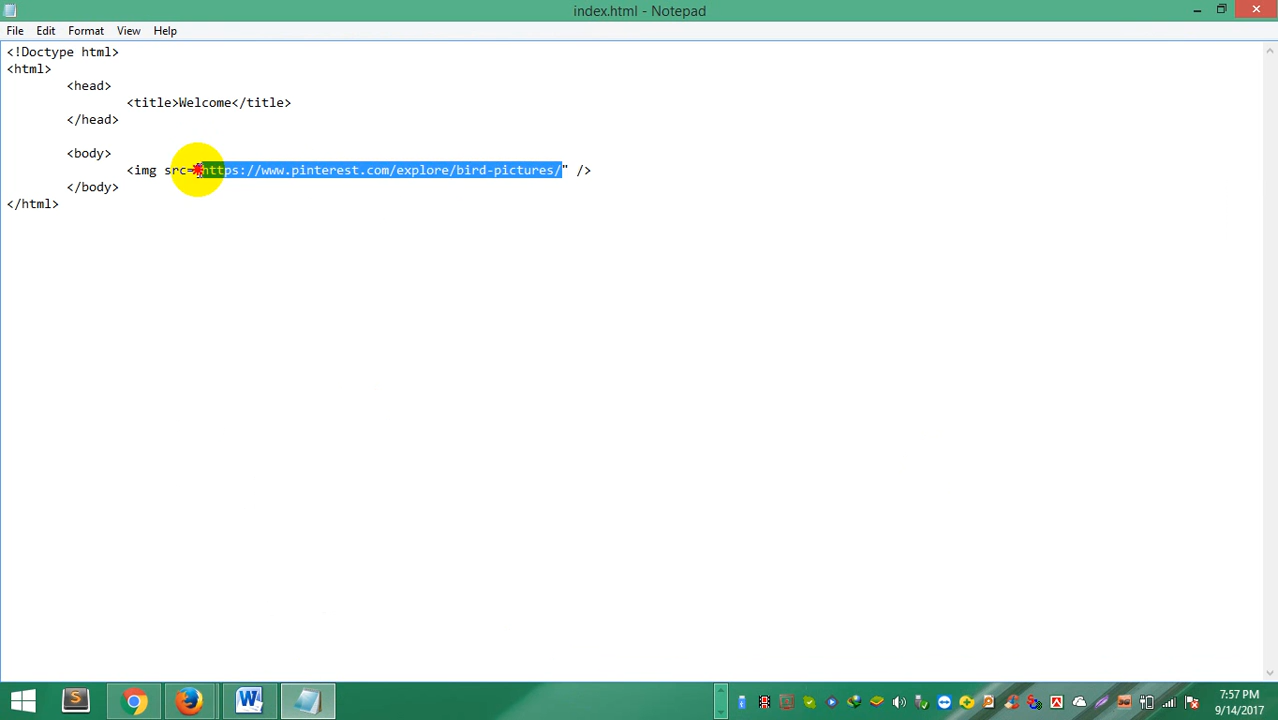 index.html - Notepad
File Edit Format View Help
<!Doctype html>
<html>
<head>
<title>Welcome</title>
</head>
<body>
<img src="https://www.pinterest.com/explore/bird-pictures/" />
</body>
</html>
7:57 PM
9/14/2017